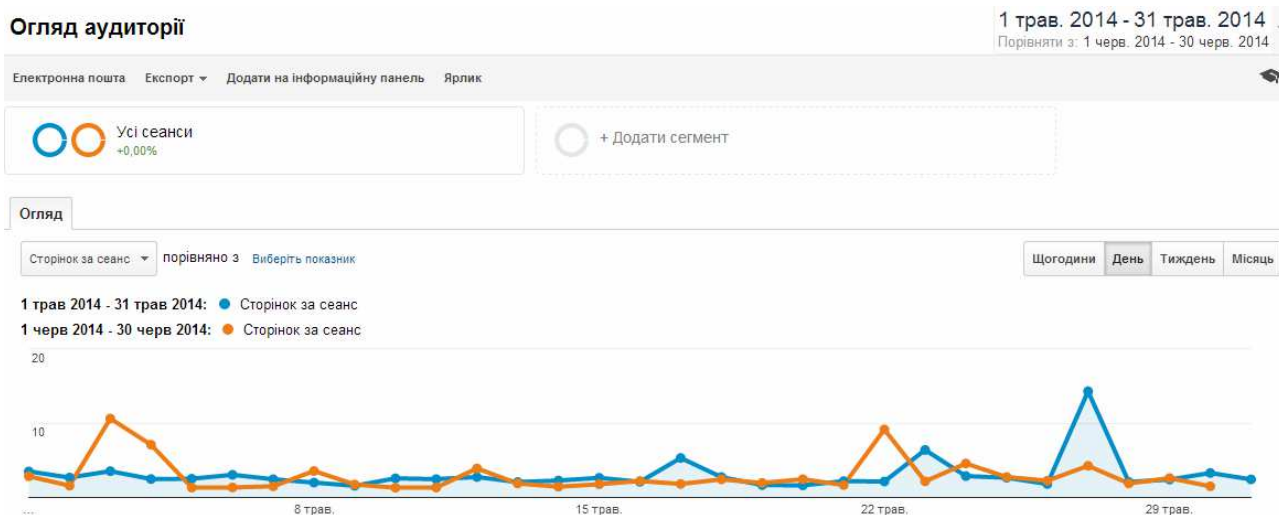 Огляд аудиторії
1 трав. 2014 - 31 трав. 2014
Порівняти з: 1 черв. 2014 - 30 черв. 2014
Електронна пошта Експорт Додати на інформаційну панель Ярлик
Усі сеанси
+0,00%
+ Додати сегмент
Огляд
Сторінок за сеанс порівняно з Виберіть показник
Щогодини День Тиждень Місяць
1 трав 2014 - 31 трав 2014: Сторінок за сеанс
1 черв 2014 - 30 черв 2014: Сторінок за сеанс
20
10
... 8 трав. 15 трав. 22 трав. 29 трав.